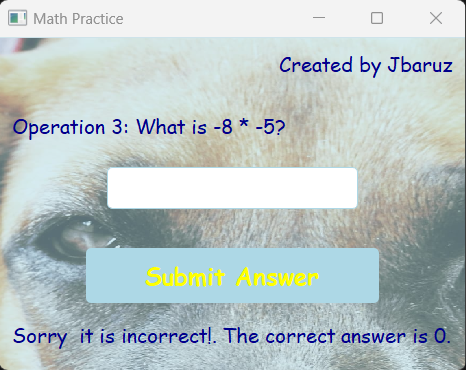 Math Practice
Created by Jbaruz
Operation 3: What is -8 * -5?
Submit Answer
Sorry  it is incorrect!. The correct answer is 0.